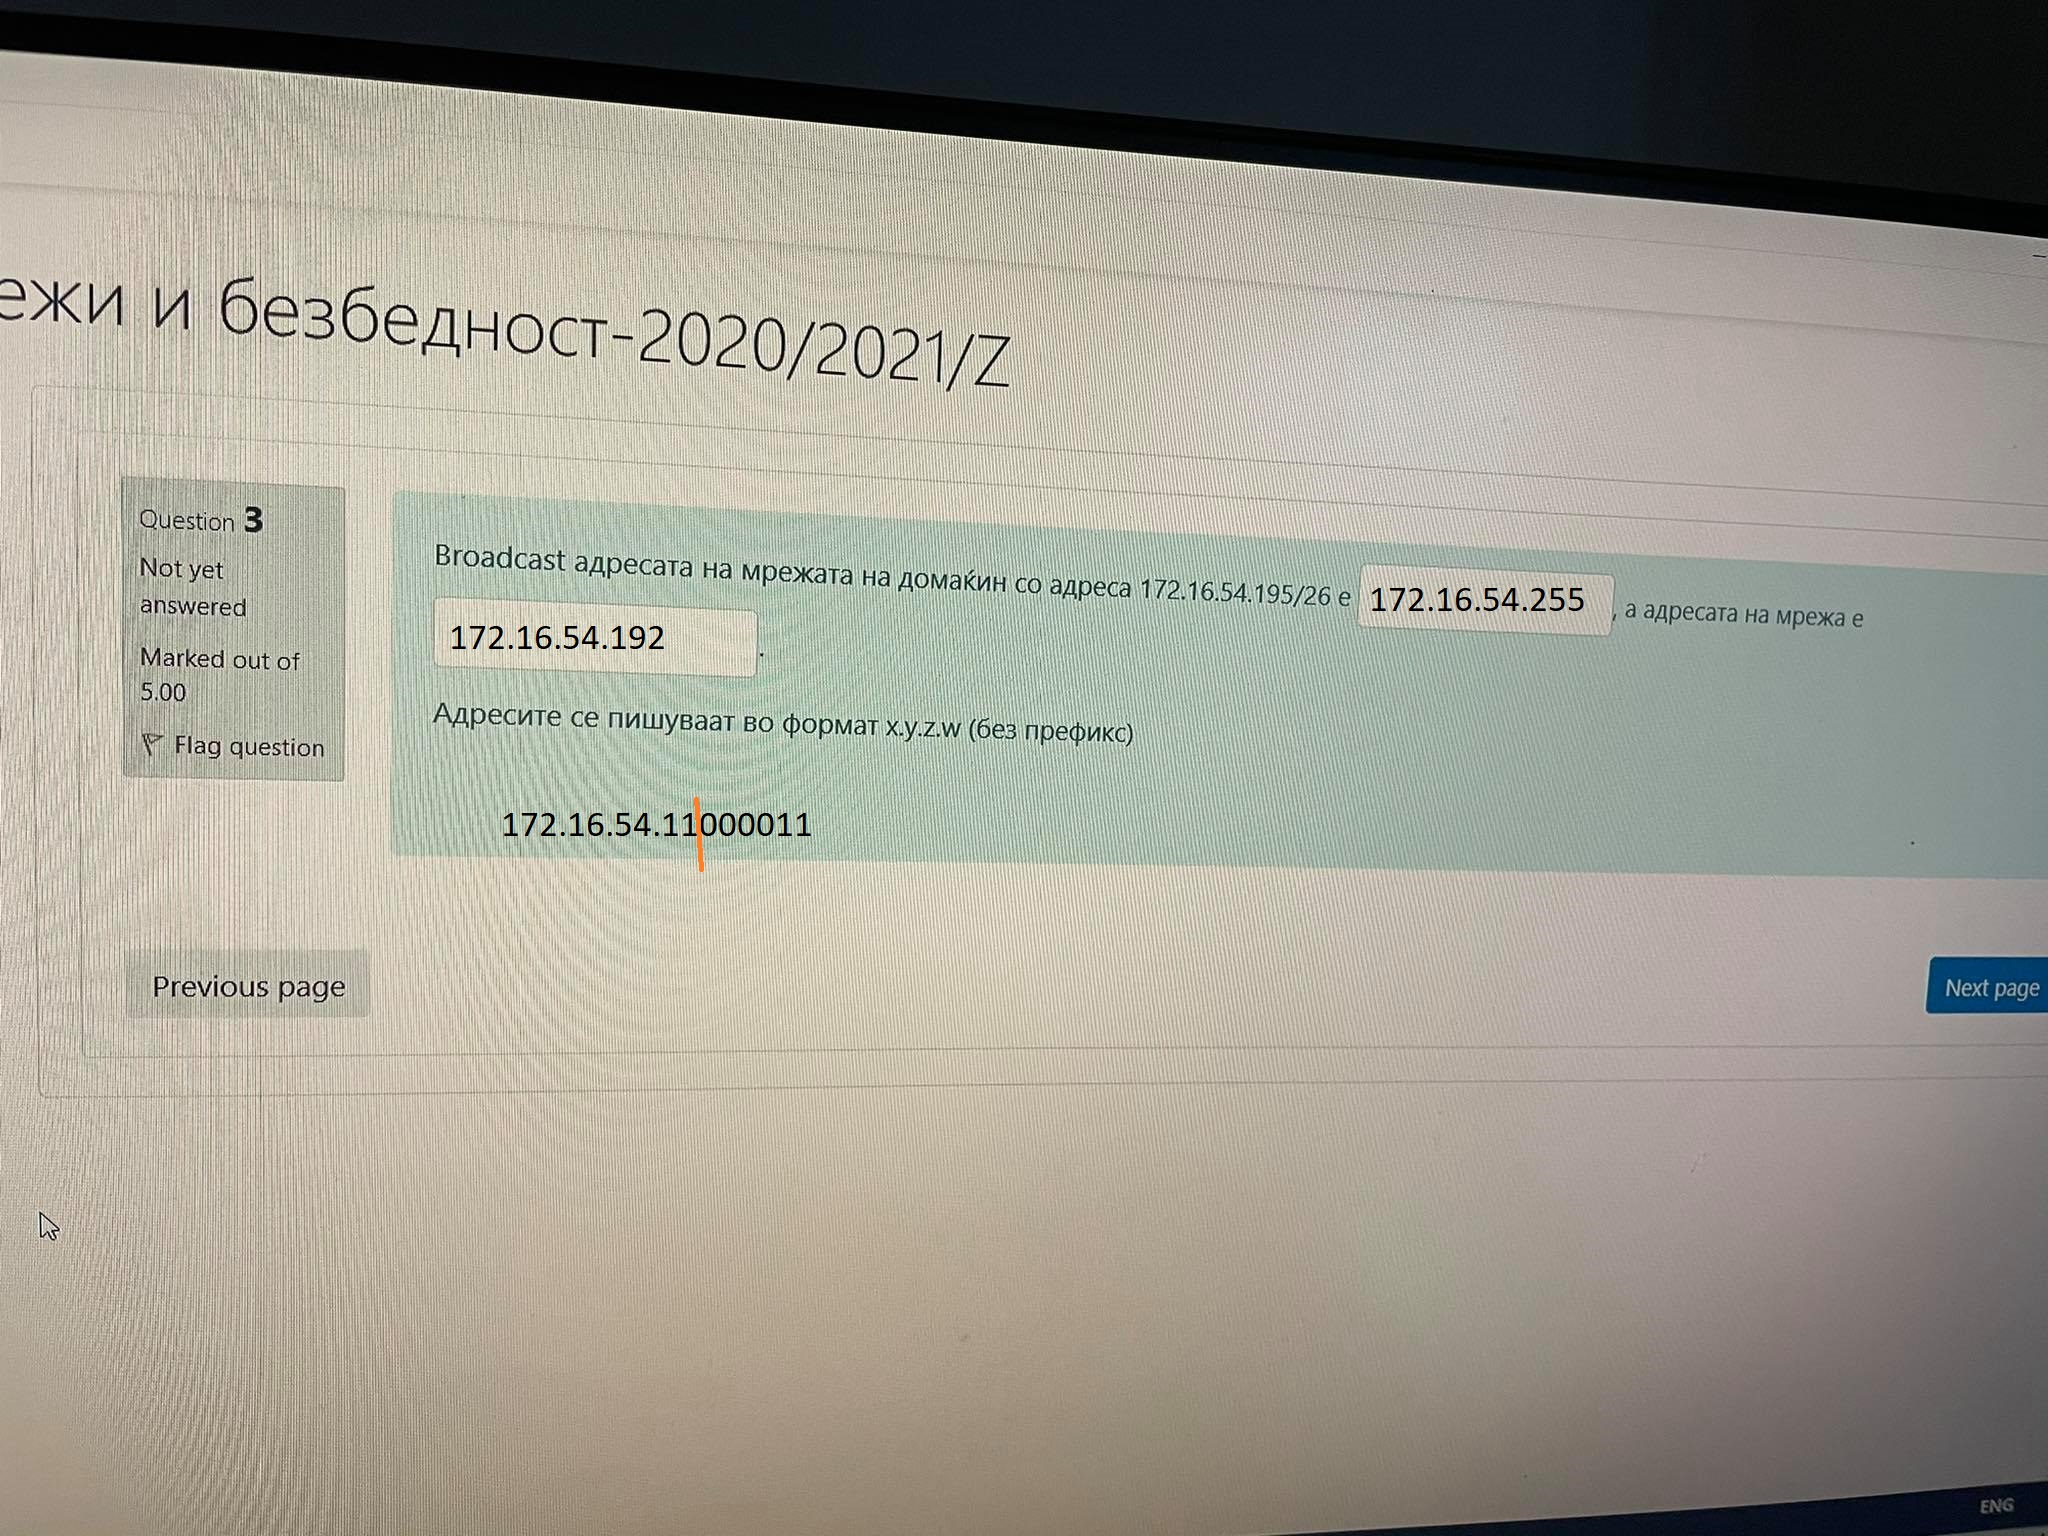 ежи и безбедност-2020/2021/Z
Question 3
Not yet
answered
Marked out of
5.00
Flag question
Broadcast адресата на мрежата на домаќин со адреса 172.16.54.195/26 е 172.16.54.255 , а адресата на мрежа е
172.16.54.192 .
Адресите се пишуваат во формат x.y.z.w (без префикс)
172.16.54.11000011
Previous page
Next page
ENG